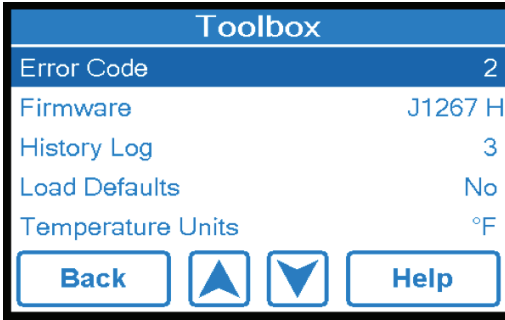 Toolbox
Error Code 2
Firmware J1267 H
History Log 3
Load Defaults No
Temperature Units °F
Back Help